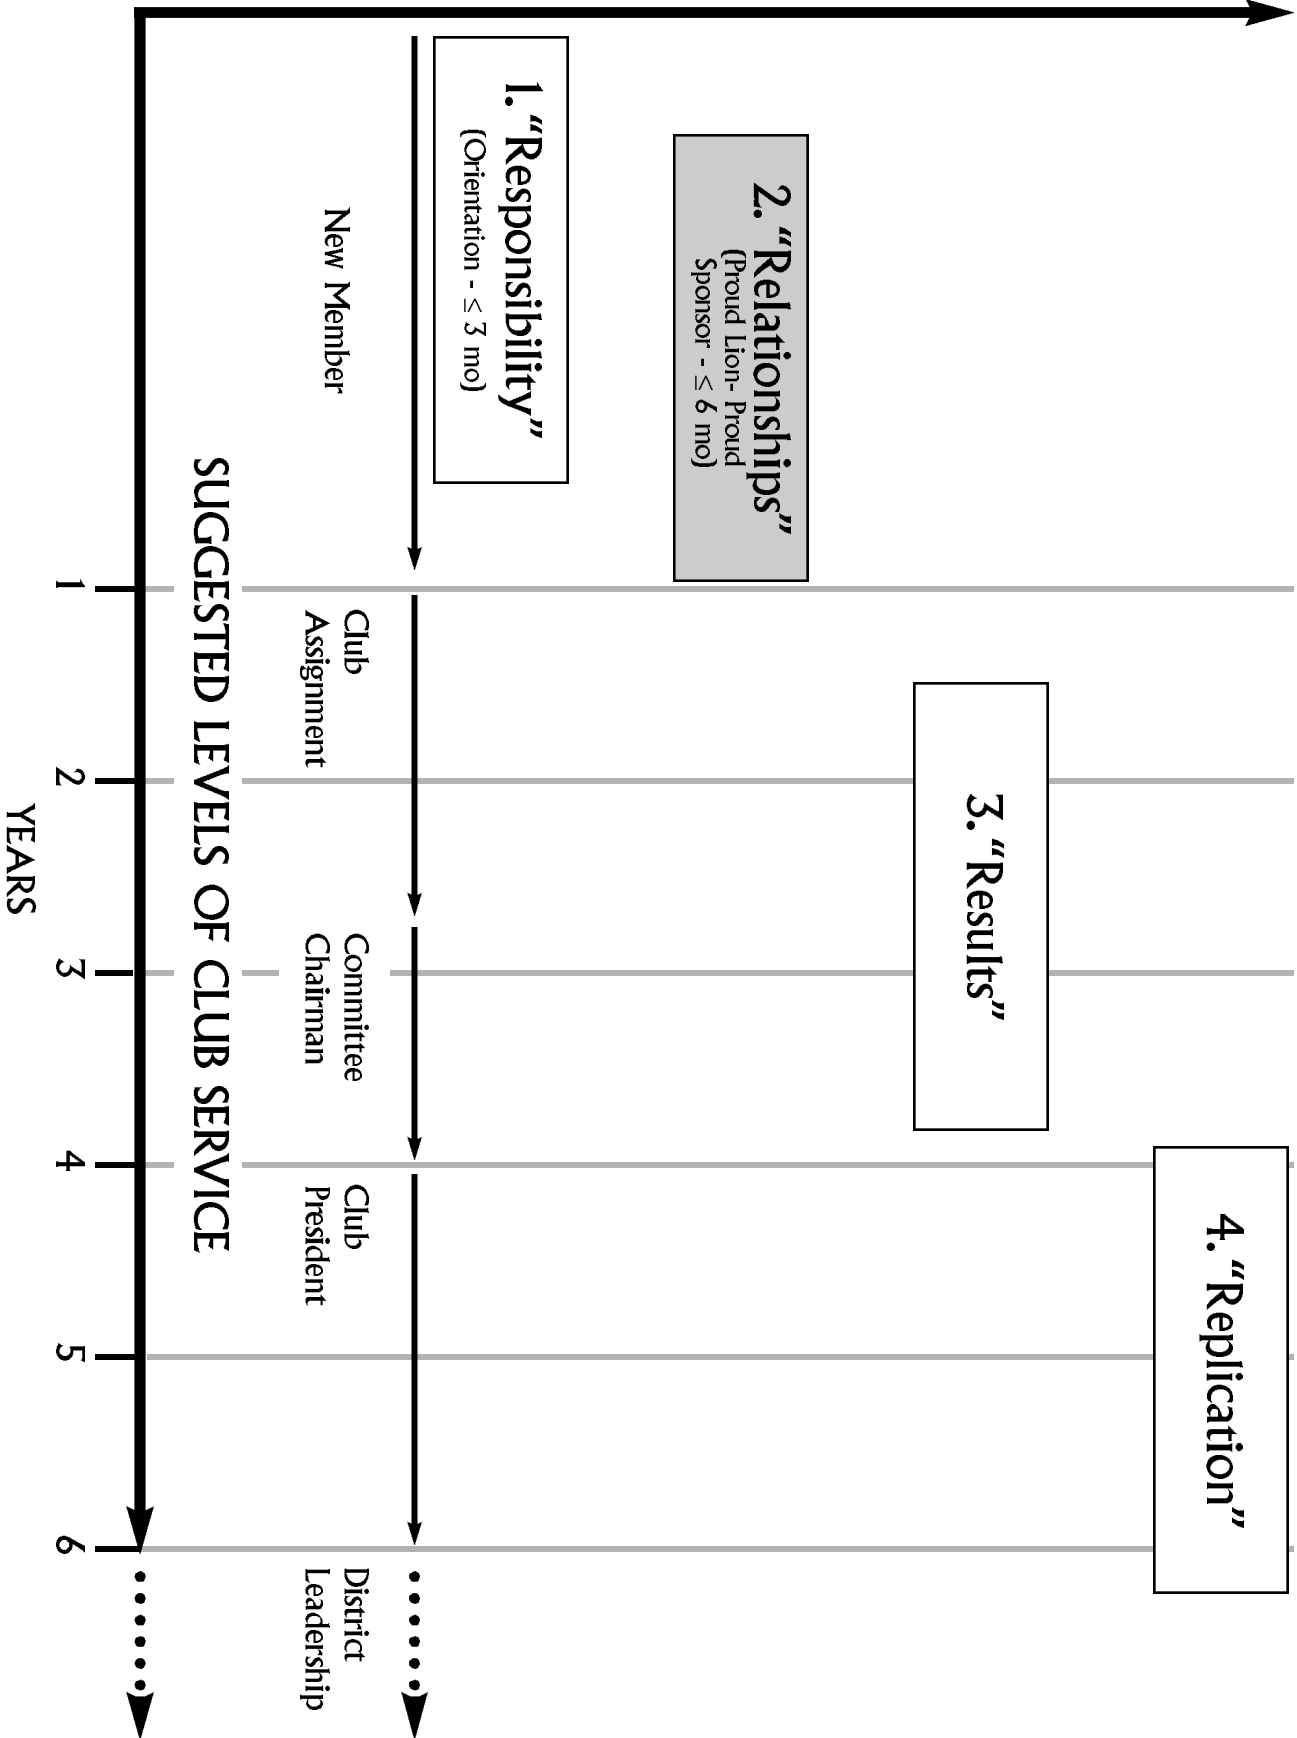 4. “Replication”
3. “Results”
2. “Relationships”
(Proud Lion- Proud
Sponsor - ≤ 6 mo)
1. “Responsibility”
(Orientation - ≤ 3 mo)
New Member
Club
Assignment
Committee
Chairman
Club
President
District
Leadership
SUGGESTED LEVELS OF CLUB SERVICE
1
2
3
4
5
6
YEARS